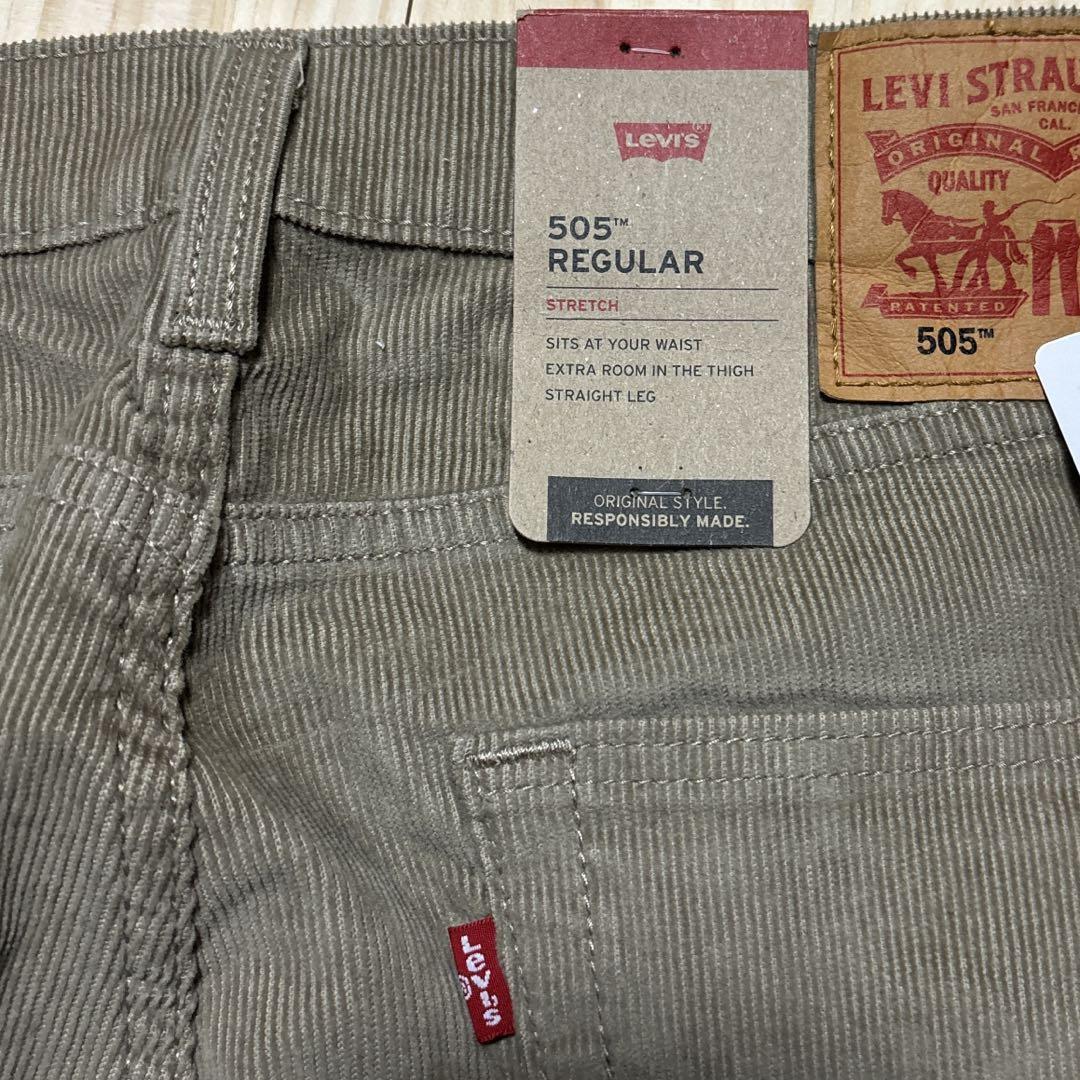 Levi's®
505™
REGULAR
STRETCH
SITS AT YOUR WAIST
EXTRA ROOM IN THE THIGH
STRAIGHT LEG
ORIGINAL STYLE.
RESPONSIBLY MADE.
LEVI STRAU
SAN FRANC
CAL.
ORIGINAL R
QUALITY
PATENTED
505™
Levi's
®